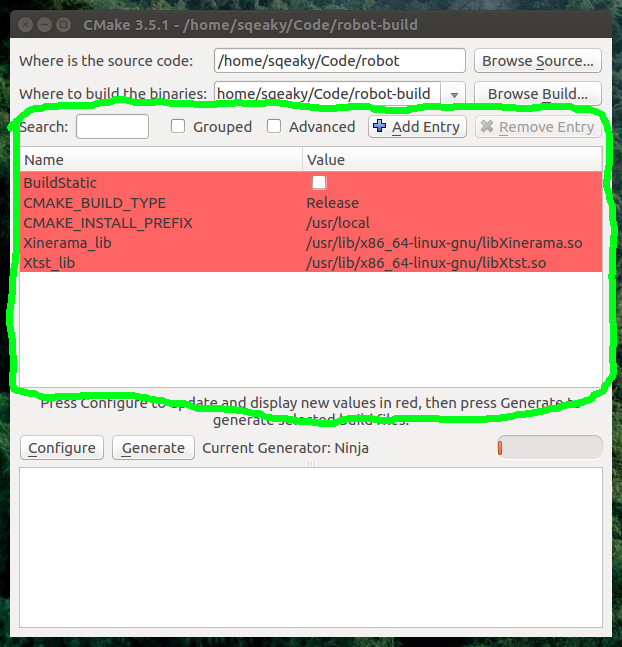 CMake 3.5.1 - /home/sqeaky/Code/robot-build
Where is the source code: /home/sqeaky/Code/robot Browse Source...
Where to build the binaries: home/sqeaky/Code/robot-build Browse Build...
Search: Grouped Advanced Add Entry Remove Entry
Name Value
BuildStatic
CMAKE_BUILD_TYPE Release
CMAKE_INSTALL_PREFIX /usr/local
Xinerama_lib /usr/lib/x86_64-linux-gnu/libXinerama.so
Xtst_lib /usr/lib/x86_64-linux-gnu/libXtst.so
Press Configure to update and display new values in red, then press Generate to
generate selected build files.
Configure Generate Current Generator: Ninja